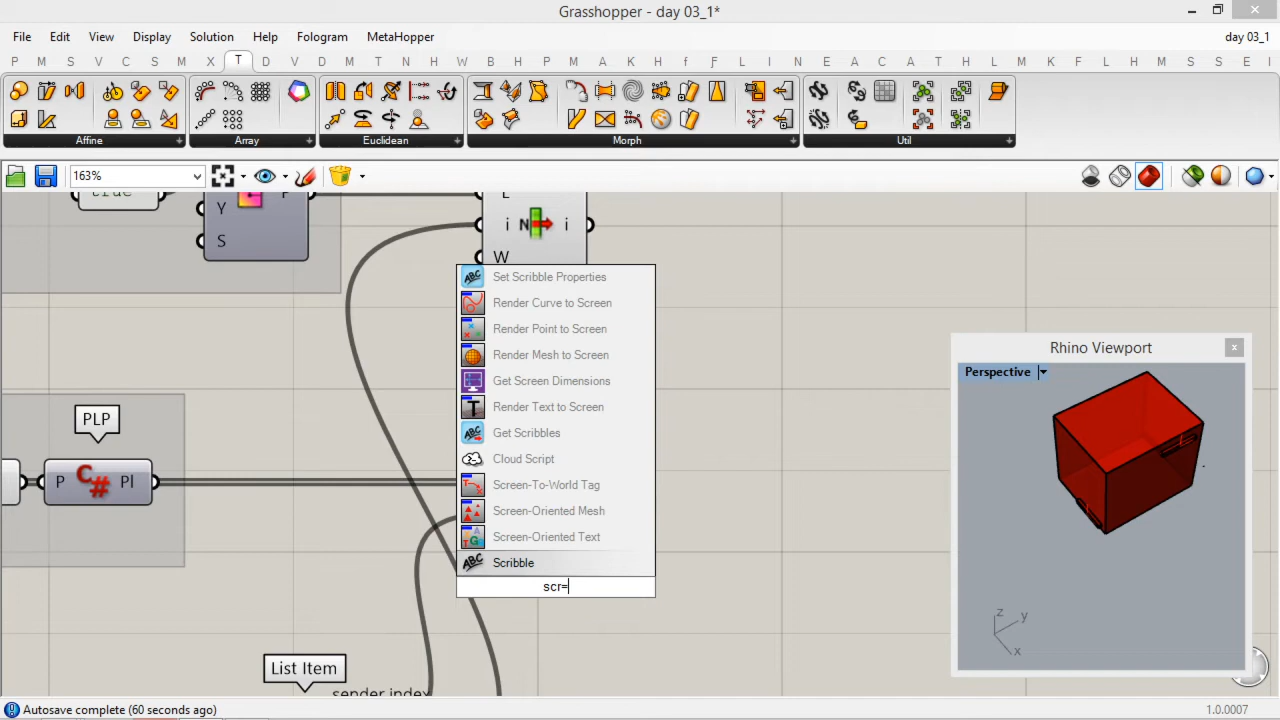 Grasshopper - day 03_1*
File Edit View Display Solution Help Fologram MetaHopper day 03_1
P M S V C S M X S T D V T D M T N D H W B H P M A R K H F J D L I S N D A P T H F U S L M D T U E I
Affine Array Euclidean Morph Util
163%
true
Y
S
L
i N i
W
Set Scribble Properties
Render Curve to Screen
Render Point to Screen
Render Mesh to Screen
Get Screen Dimensions
Render Text to Screen
Get Scribbles
Cloud Script
Screen-To-World Tag
Screen-Oriented Mesh
Screen-Oriented Text
Scribble
scr=
PLP
P C# Pl
List Item
sender index
Rhino Viewport
Perspective
z
y
x
Autosave complete (60 seconds ago)
1.0.0007